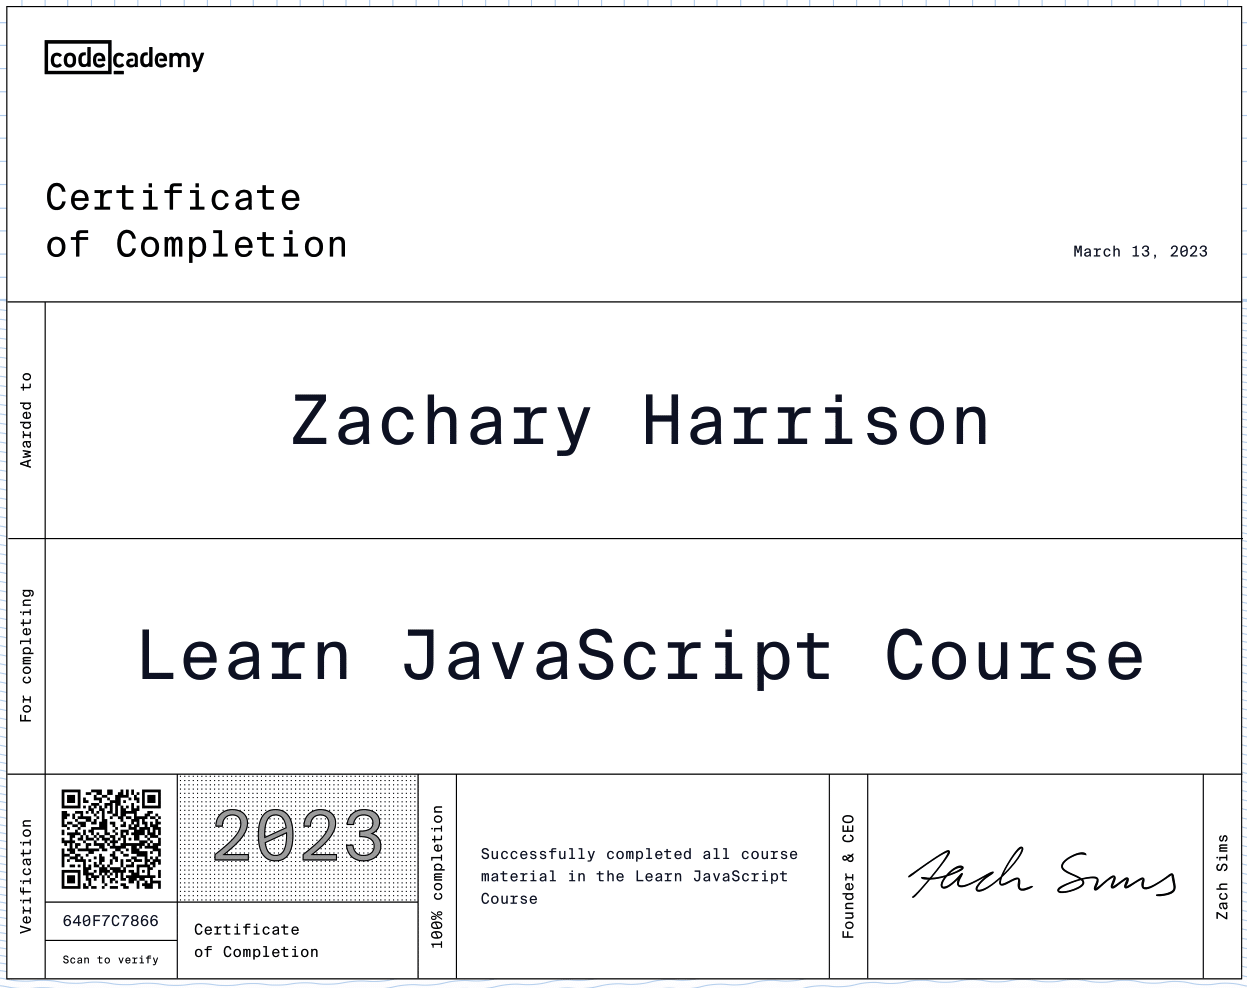 codecademy
Certificate
of Completion
March 13, 2023
Awarded to
Zachary Harrison
For completing
Learn JavaScript Course
Verification
640F7C7866
Scan to verify
2023
Certificate
of Completion
100% completion
Successfully completed all course
material in the Learn JavaScript
Course
Founder & CEO
Zach Sims
Zach Sims